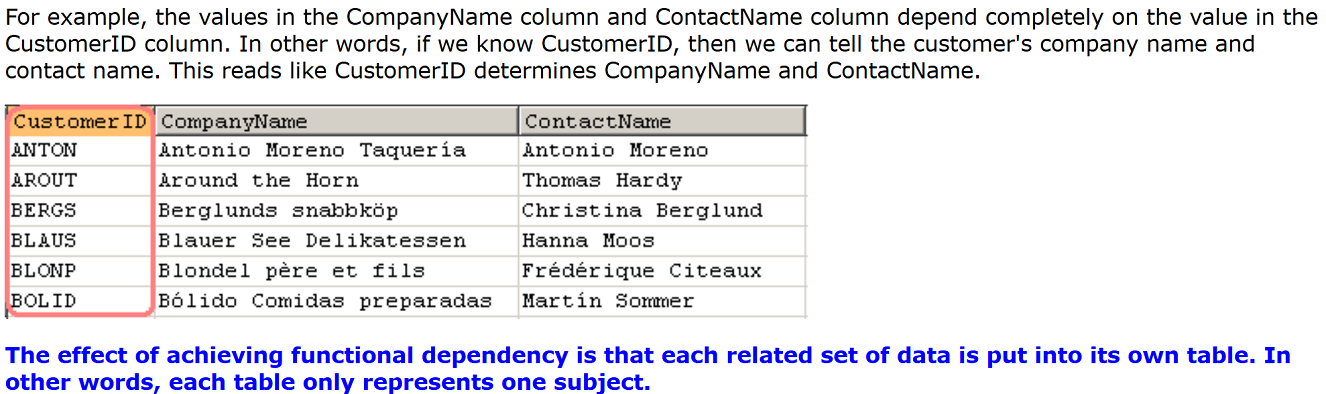 For example, the values in the CompanyName column and ContactName column depend completely on the value in the
CustomerID column. In other words, if we know CustomerID, then we can tell the customer's company name and
contact name. This reads like CustomerID determines CompanyName and ContactName.
CustomerID CompanyName ContactName
ANTON Antonio Moreno Taquería Antonio Moreno
AROUT Around the Horn Thomas Hardy
BERGS Berglunds snabbköp Christina Berglund
BLAUS Blauer See Delikatessen Hanna Moos
BLONP Blondel père et fils Frédérique Citeaux
BOLID Bólido Comidas preparadas Martín Sommer
The effect of achieving functional dependency is that each related set of data is put into its own table. In
other words, each table only represents one subject.